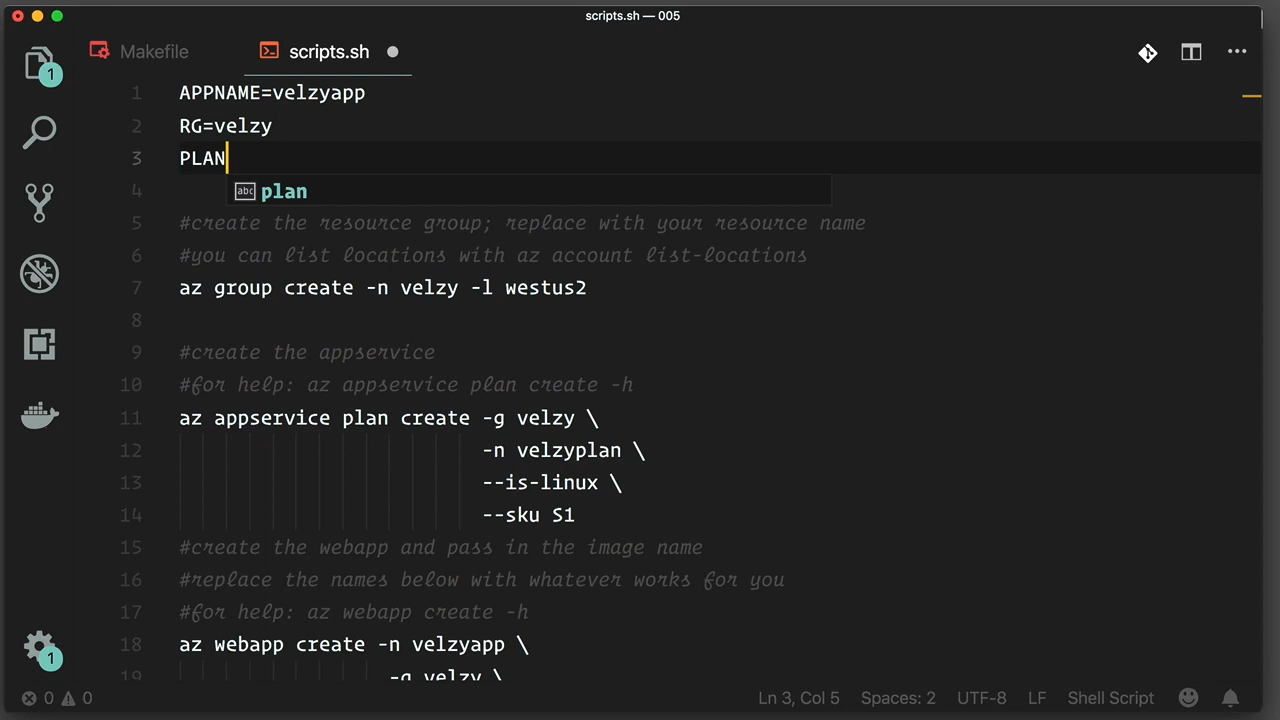 scripts.sh — 005
Makefile
scripts.sh
1 APPNAME=velzyapp
2 RG=velzy
3 PLAN
4
abc plan
5 #create the resource group; replace with your resource name
6 #you can list locations with az account list-locations
7 az group create -n velzy -l westus2
8
9 #create the appservice
10 #for help: az appservice plan create -h
11 az appservice plan create -g velzy \
12 -n velzyplan \
13 --is-linux \
14 --sku S1
15 #create the webapp and pass in the image name
16 #replace the names below with whatever works for you
17 #for help: az webapp create -h
18 az webapp create -n velzyapp \
19 -g velzy \
1
1
0 0 Ln 3, Col 5 Spaces: 2 UTF-8 LF Shell Script